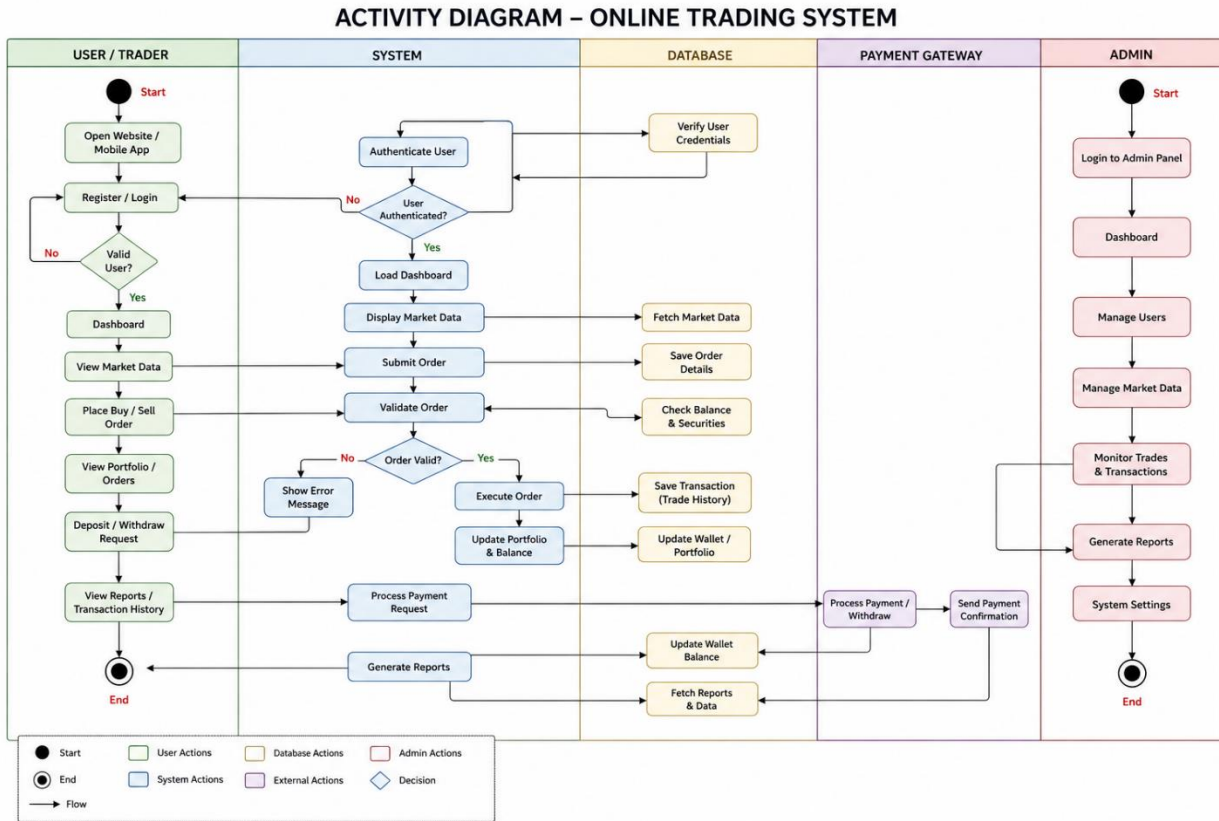 ACTIVITY DIAGRAM – ONLINE TRADING SYSTEM
USER / TRADER
SYSTEM
DATABASE
PAYMENT GATEWAY
ADMIN
Start
Open Website /
Mobile App
Register / Login
No
Valid
User?
Yes
Dashboard
View Market Data
Place Buy / Sell
Order
View Portfolio /
Orders
Deposit / Withdraw
Request
View Reports /
Transaction History
End
Authenticate User
No
User
Authenticated?
Yes
Load Dashboard
Display Market Data
Submit Order
Validate Order
No
Order Valid?
Yes
Show Error
Message
Execute Order
Update Portfolio
& Balance
Process Payment
Request
Generate Reports
Verify User
Credentials
Fetch Market Data
Save Order
Details
Check Balance
& Securities
Save Transaction
(Trade History)
Update Wallet /
Portfolio
Update Wallet
Balance
Fetch Reports
& Data
Process Payment /
Withdraw
Send Payment
Confirmation
Start
Login to Admin Panel
Dashboard
Manage Users
Manage Market Data
Monitor Trades
& Transactions
Generate Reports
System Settings
End
Start
User Actions
Database Actions
Admin Actions
End
System Actions
External Actions
Decision
Flow